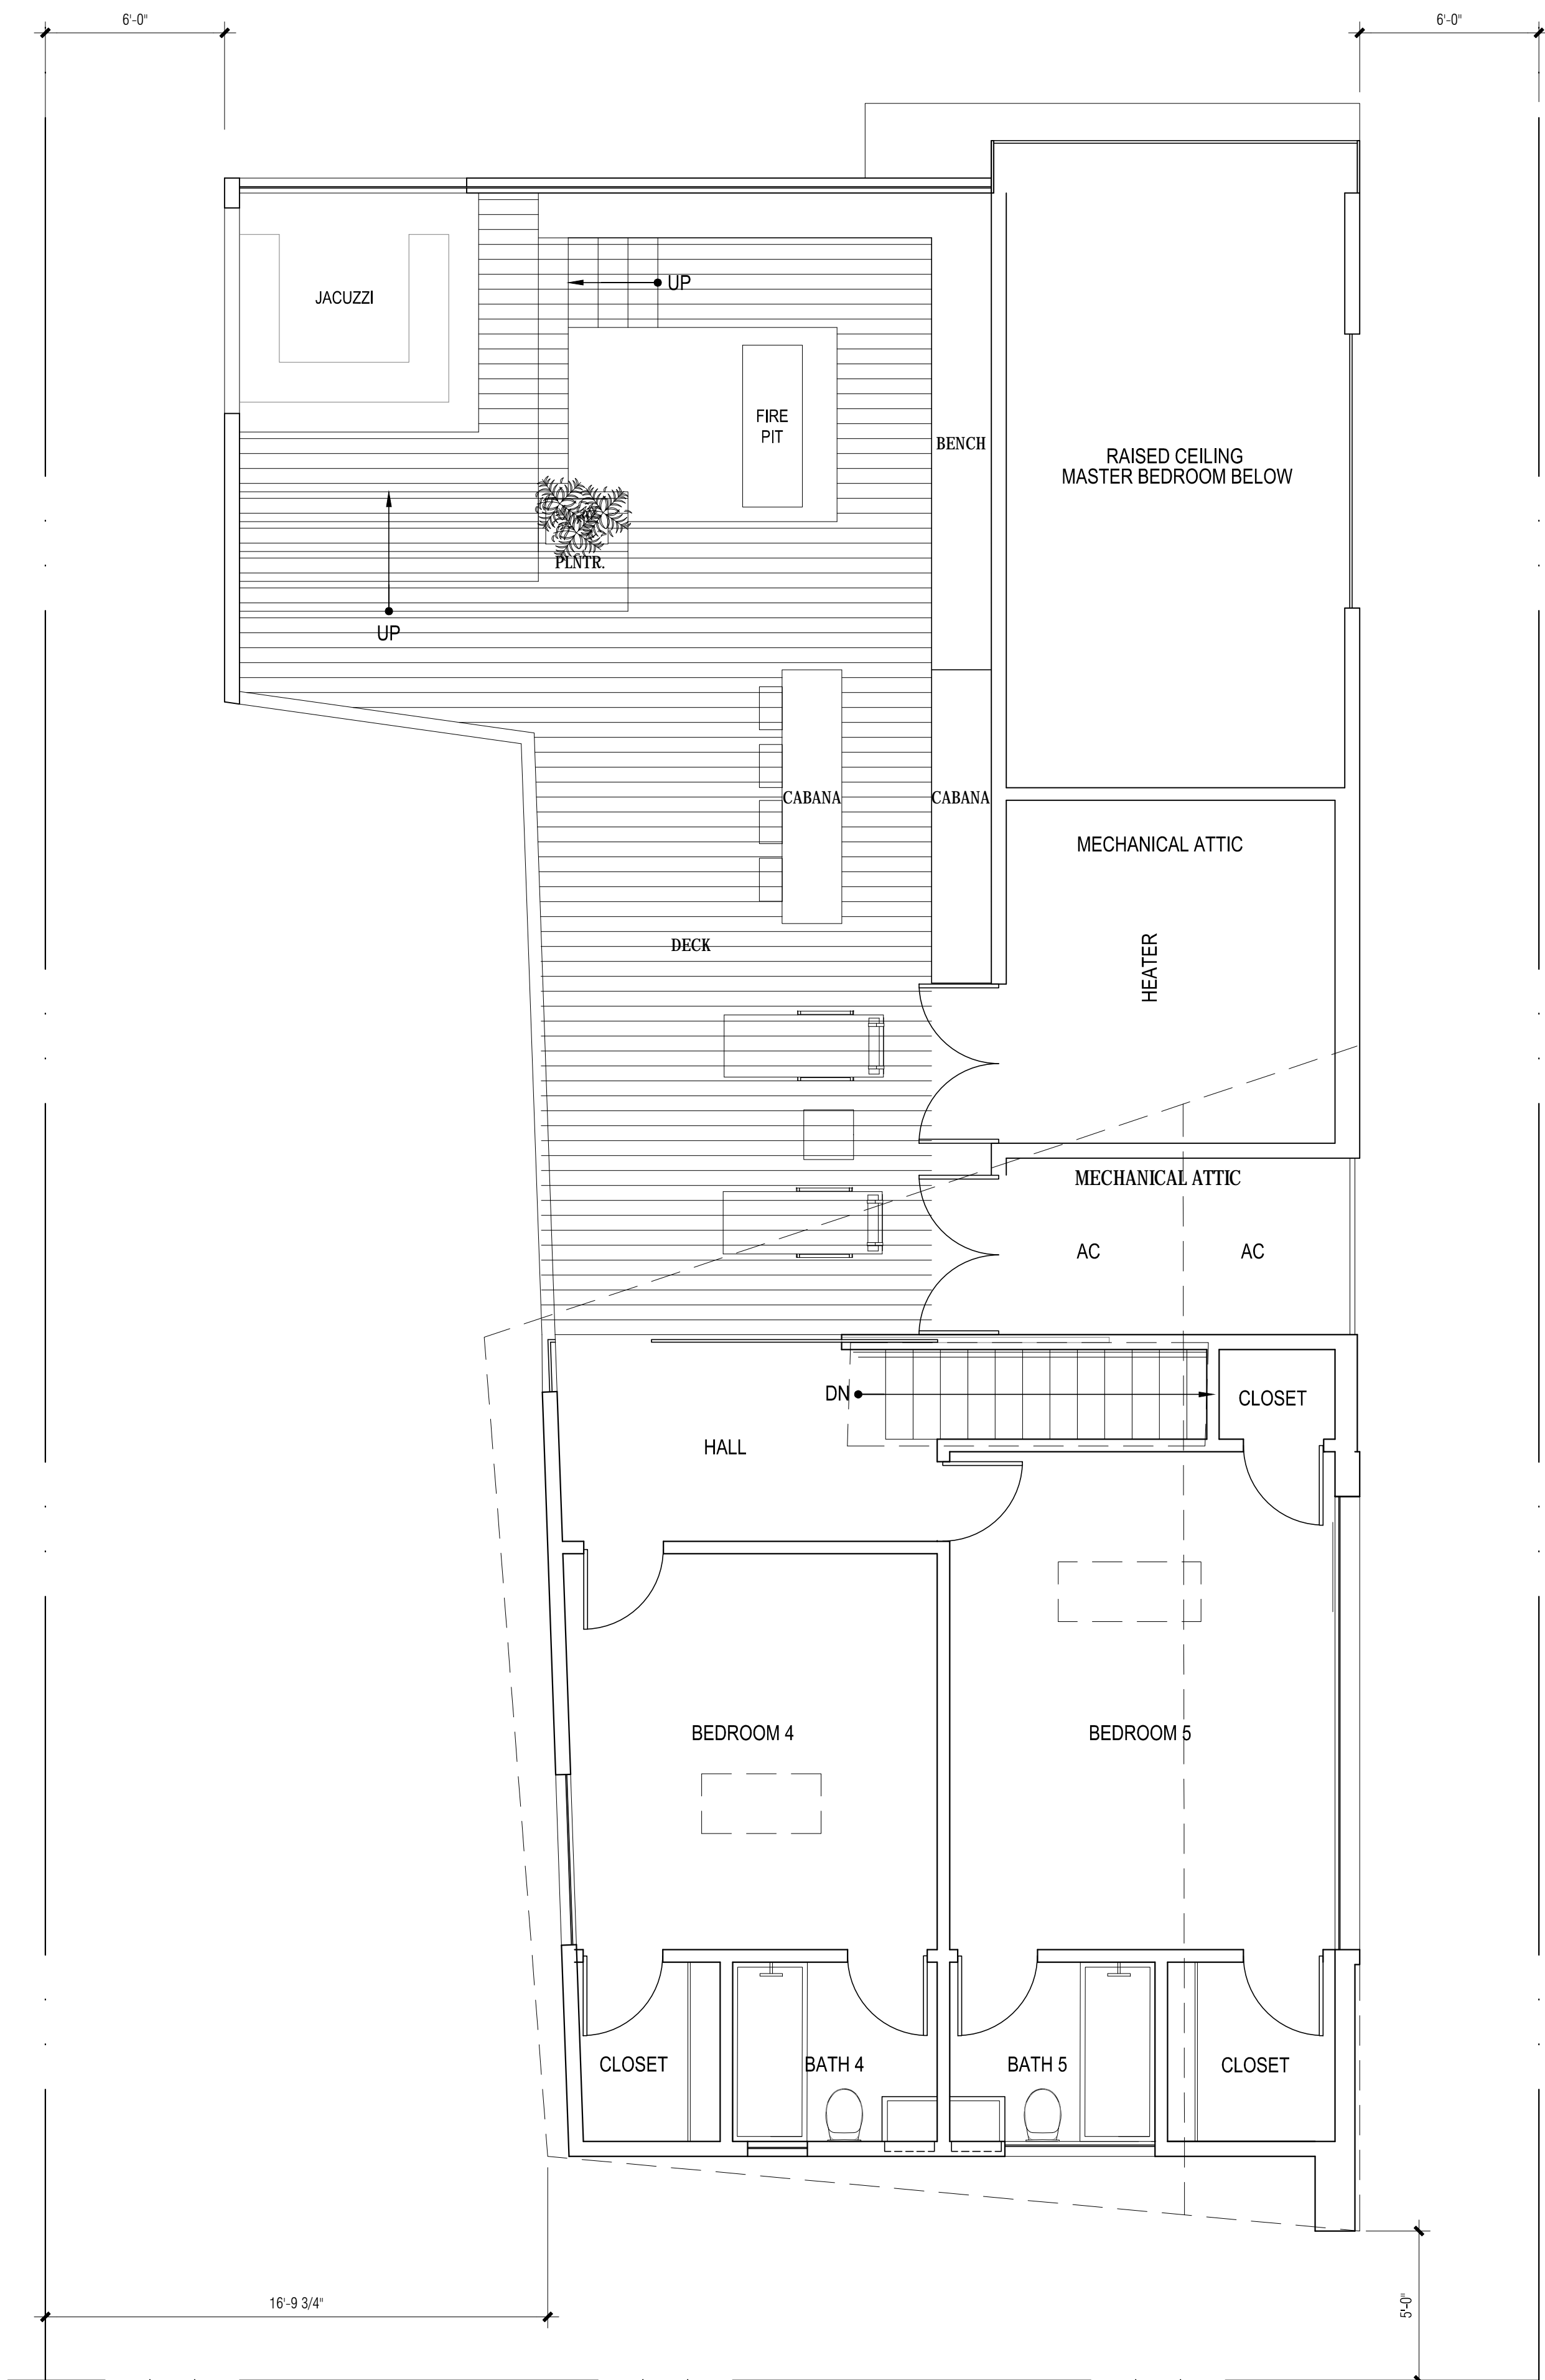 6'-0"
6'-0"
UP
JACUZZI
FIRE
PIT
BENCH
RAISED CEILING
MASTER BEDROOM BELOW
PLNTR.
UP
CABANA
CABANA
MECHANICAL ATTIC
DECK
HEATER
MECHANICAL ATTIC
AC
AC
DN
CLOSET
HALL
BEDROOM 4
BEDROOM 5
CLOSET
BATH 4
BATH 5
CLOSET
16'-9 3/4"
5'-0"